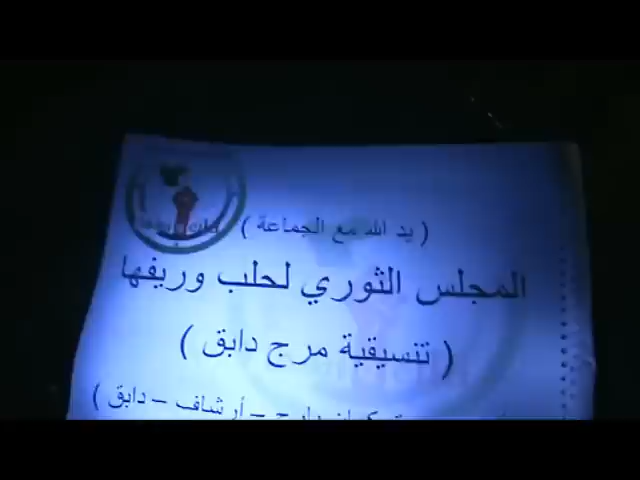 ( يد الله مع الجماعة )
المجلس الثوري لحلب وريفها
( تنسيقية مرج دابق )
– أرشاف – دابق )